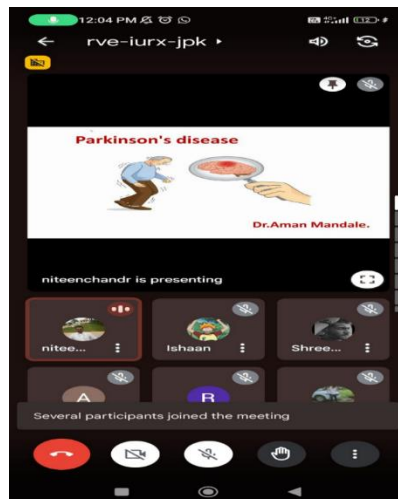 12:04 PM
rve-iurx-jpk
Parkinson's disease
Dr.Aman Mandale.
niteenchandr is presenting
nitee...
Ishaan
Shree...
A
R
Several participants joined the meeting